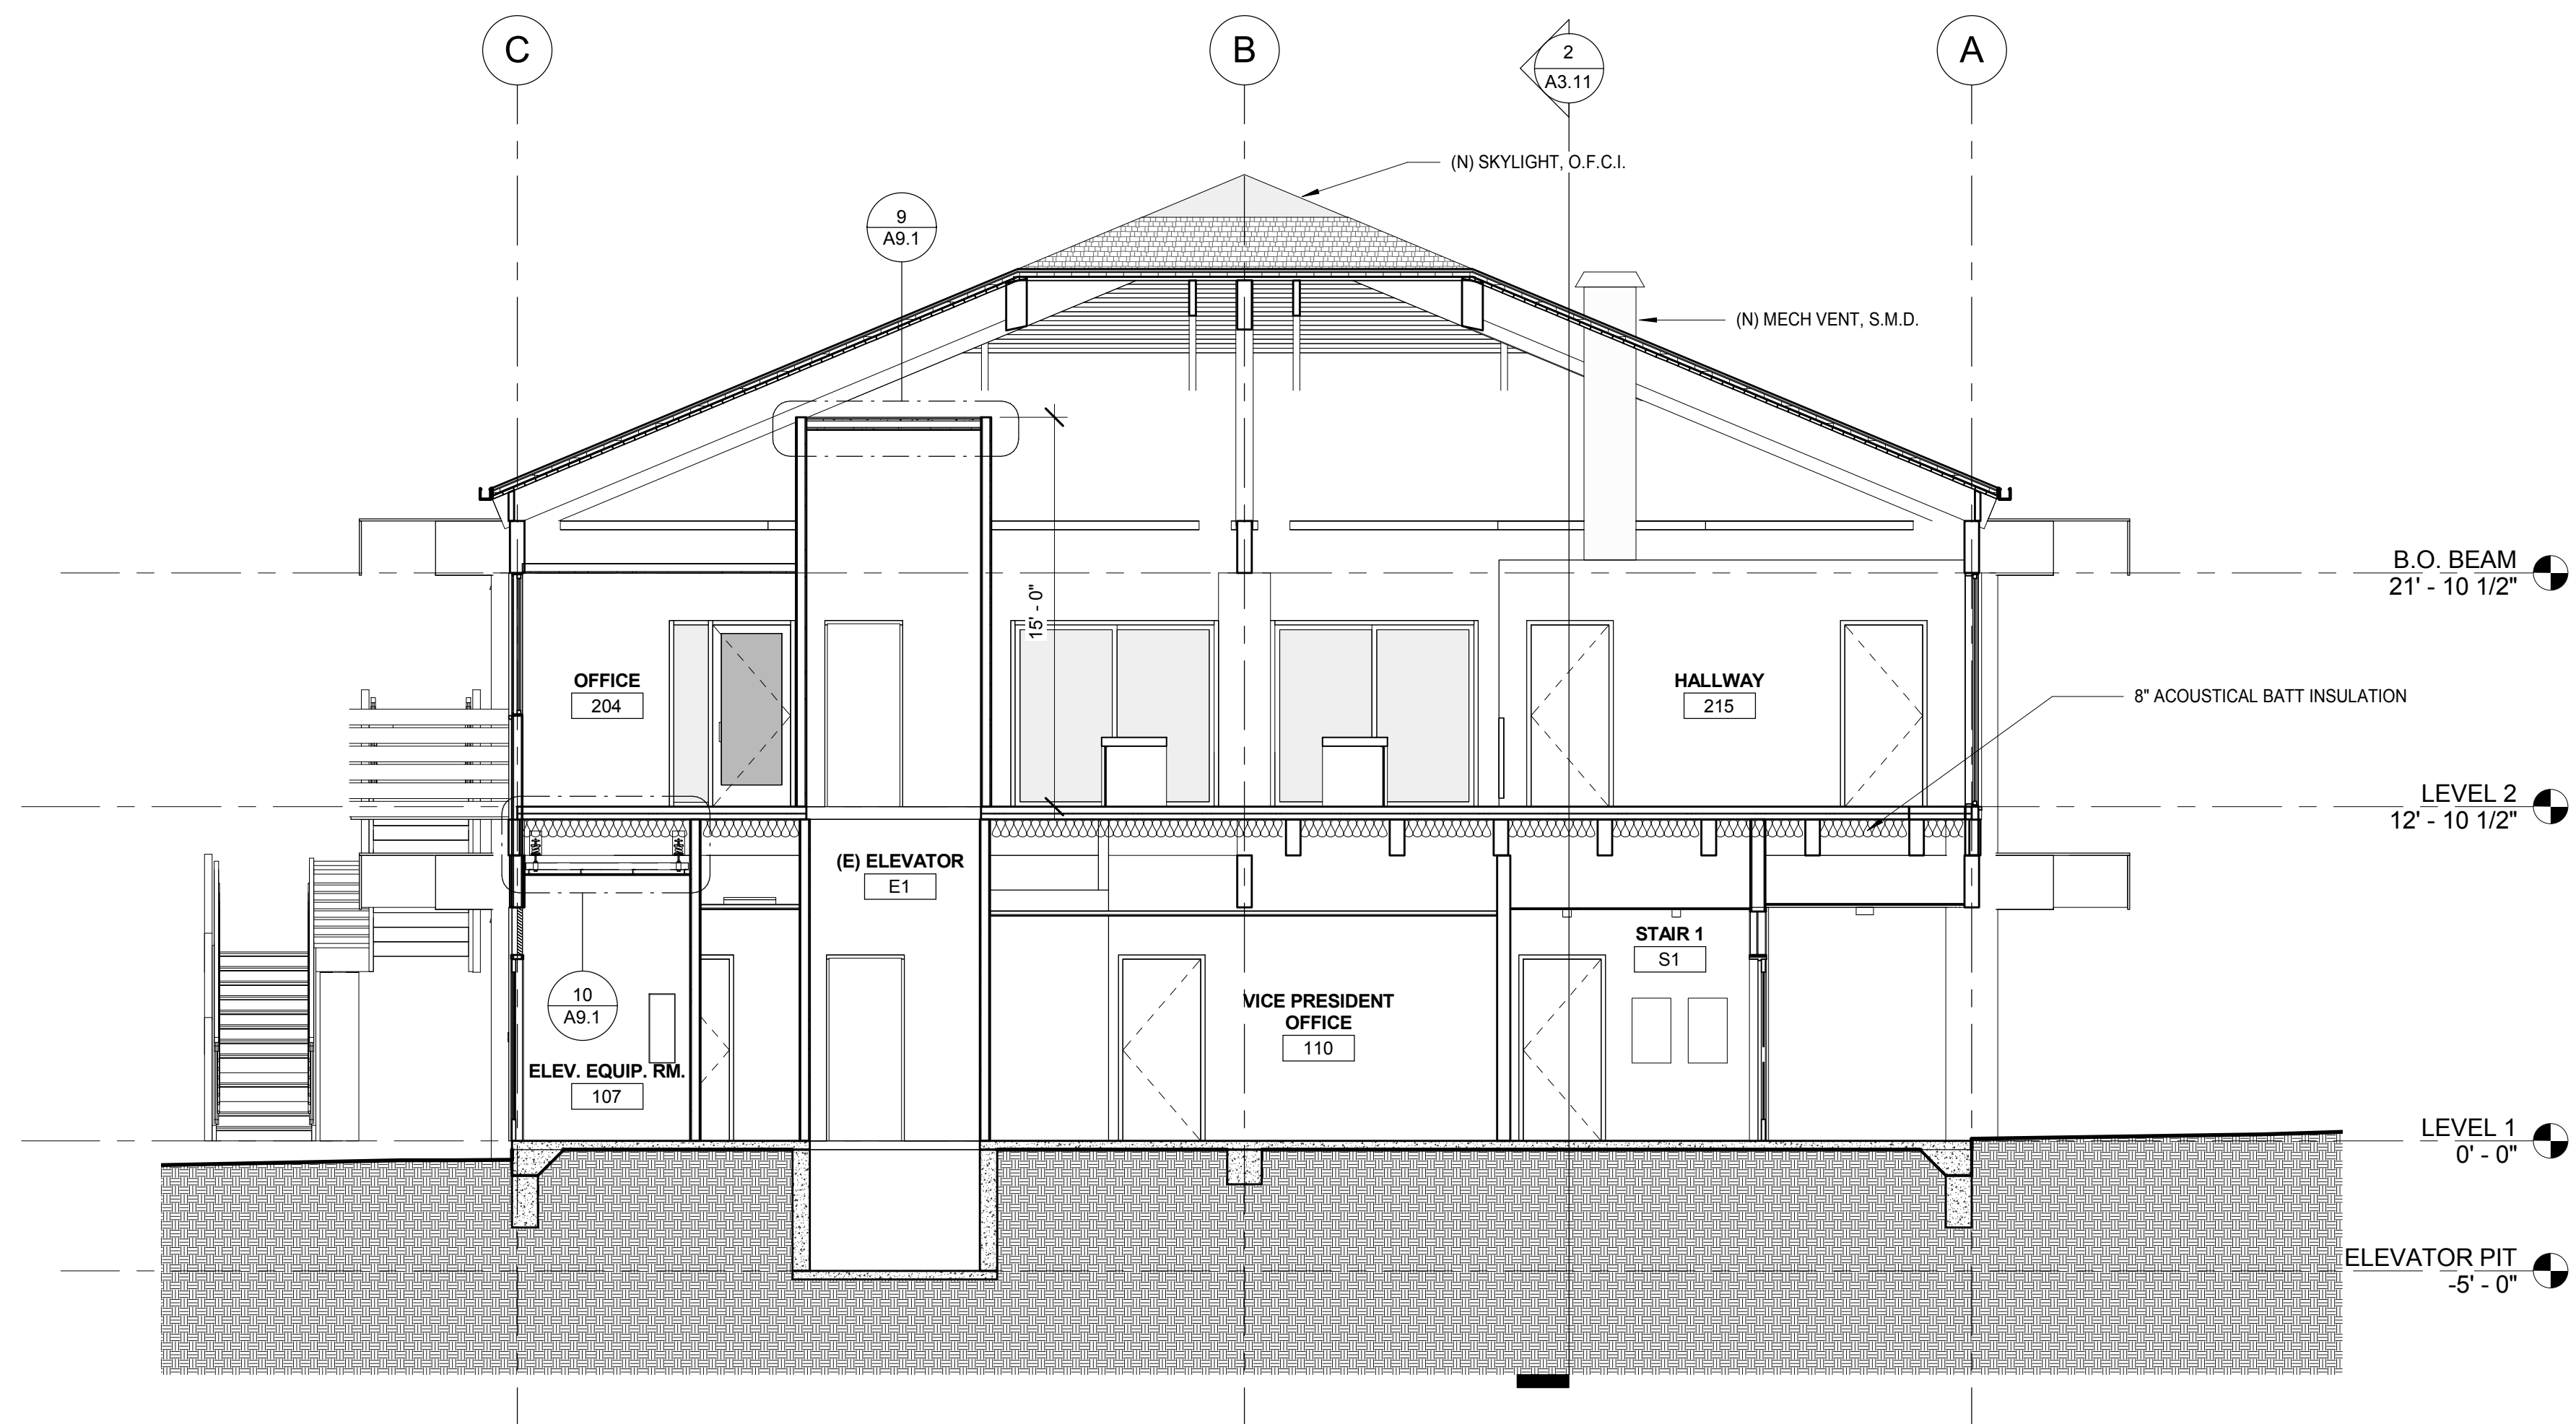 C
B
A
2
A3.11
(N) SKYLIGHT, O.F.C.I.
9
A9.1
(N) MECH VENT, S.M.D.
B.O. BEAM
21' - 10 1/2"
15' - 0"
OFFICE
204
HALLWAY
215
8" ACOUSTICAL BATT INSULATION
LEVEL 2
12' - 10 1/2"
(E) ELEVATOR
E1
STAIR 1
S1
10
A9.1
VICE PRESIDENT
OFFICE
110
ELEV. EQUIP. RM.
107
LEVEL 1
0' - 0"
ELEVATOR PIT
-5' - 0"